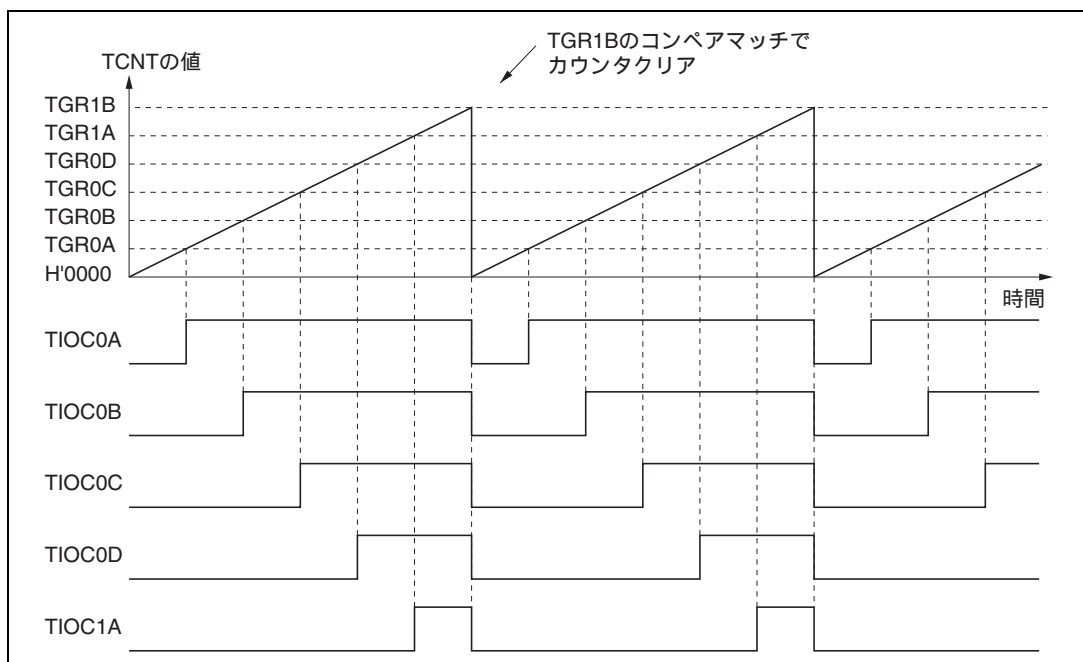 TGR1Bのコンペアマッチで
カウンタクリア
TCNTの値
TGR1B
TGR1A
TGR0D
TGR0C
TGR0B
TGR0A
H'0000
時間
TIOC0A
TIOC0B
TIOC0C
TIOC0D
TIOC1A